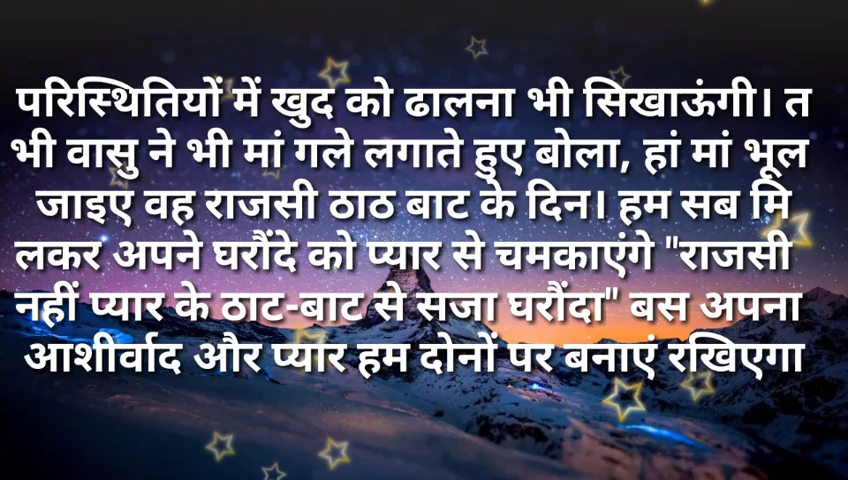 परिस्थितियों में खुद को ढालना भी सिखाऊंगी। त
भी वासु ने भी मां गले लगाते हुए बोला, हां मां भूल
जाइए वह राजसी ठाठ बाट के दिन। हम सब मि
लकर अपने घरौंदे को प्यार से चमकाएंगे "राजसी
नहीं प्यार के ठाट-बाट से सजा घरौंदा" बस अपना
आशीर्वाद और प्यार हम दोनों पर बनाएं रखिएगा